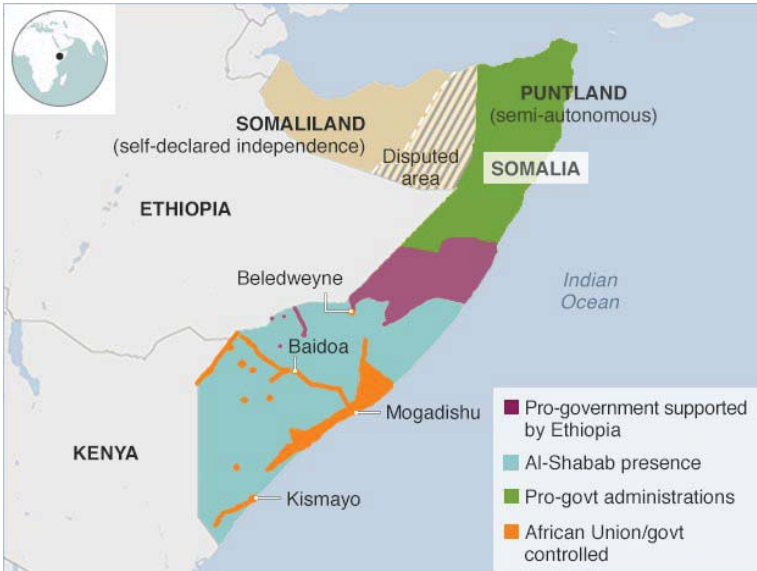 SOMALILAND
(self-declared independence)
PUNTLAND
(semi-autonomous)
Disputed
area
SOMALIA
ETHIOPIA
Beledweyne
Indian
Ocean
Baidoa
Mogadishu
KENYA
Kismayo
Pro-government supported
by Ethiopia
Al-Shabab presence
Pro-govt administrations
African Union/govt
controlled